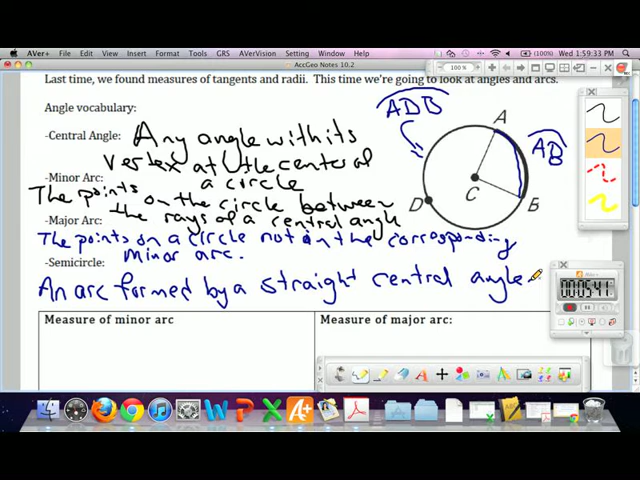 AVer+ File Edit View Insert Format Tools GRS AVerVision Setting Window Help (100%) 1:59:33 PM
AccGeo Notes 10.2
Last time, we found measures of tangents and radii. This time we're going to look at angles and arcs.
100%
Angle vocabulary:
ADB
A
-Central Angle: Any angle with its
vertex at the center of
a circle
AB
C
D
B
-Minor Arc:
The points on the circle between
the rays of a central angle
-Major Arc:
The points on a circle not on the corresponding
minor arc.
-Semicircle:
An arc formed by a straight central angle
00:05:41
Measure of minor arc
Measure of major arc: